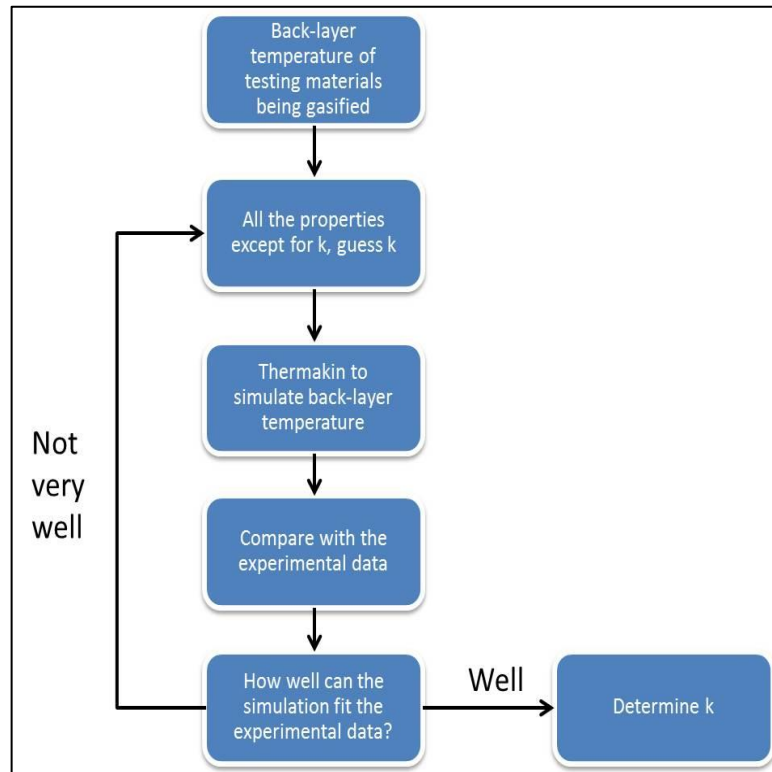 Back-layer
temperature of
testing materials
being gasified
All the properties
except for k, guess k
Thermakin to
simulate back-layer
temperature
Not
very
well
Compare with the
experimental data
How well can the
simulation fit the
experimental data?
Well
Determine k